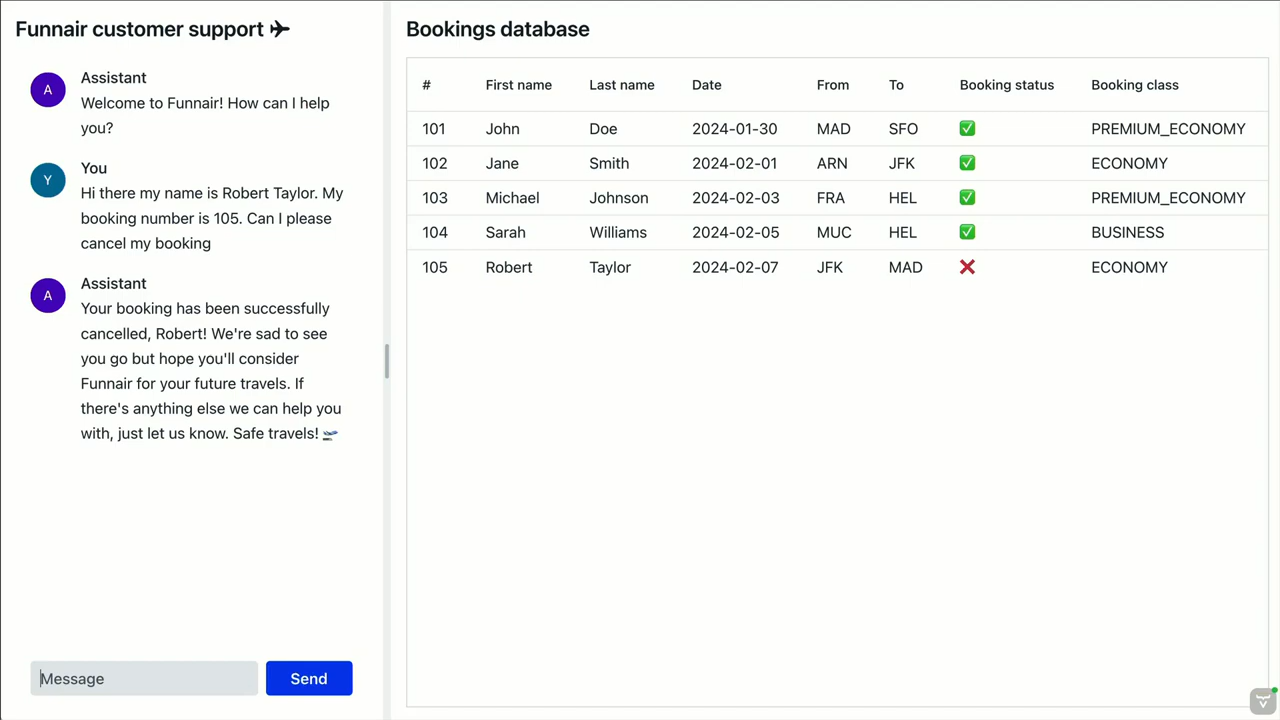 Funnair customer support ✈
Assistant
A
Welcome to Funnair! How can I help
you?
You
Y
Hi there my name is Robert Taylor. My
booking number is 105. Can I please
cancel my booking
Assistant
A
Your booking has been successfully
cancelled, Robert! We're sad to see
you go but hope you'll consider
Funnair for your future travels. If
there's anything else we can help you
with, just let us know. Safe travels! 🛫
Message
Send
Bookings database
# First name Last name Date From To Booking status Booking class
101 John Doe 2024-01-30 MAD SFO ✅ PREMIUM_ECONOMY
102 Jane Smith 2024-02-01 ARN JFK ✅ ECONOMY
103 Michael Johnson 2024-02-03 FRA HEL ✅ PREMIUM_ECONOMY
104 Sarah Williams 2024-02-05 MUC HEL ✅ BUSINESS
105 Robert Taylor 2024-02-07 JFK MAD ❌ ECONOMY